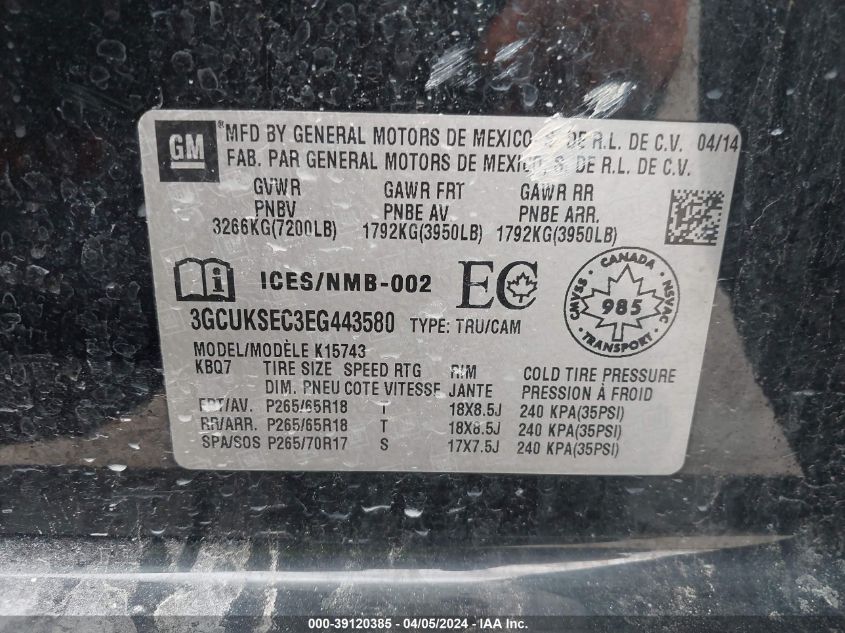 GM MFD BY GENERAL MOTORS DE MEXICO, S. DE R.L. DE C.V. 04/14
FAB. PAR GENERAL MOTORS DE MEXICO, S. DE R.L. DE C.V.
GVWR GAWR FRT GAWR RR
PNBV PNBE AV. PNBE ARR.
3266KG(7200LB) 1792KG(3950LB) 1792KG(3950LB)
ICES/NMB-002 EC
CANADA
CMVSS 985 NSVAC
TRANSPORT
3GCUKSEC3EG443580 TYPE: TRU/CAM
MODEL/MODÈLE K15743
KBQ7 TIRE SIZE SPEED RTG RIM COLD TIRE PRESSURE
DIM. PNEU COTE VITESSE JANTE PRESSION À FROID
FRT/AV. P265/65R18 T 18X8.5J 240 KPA(35PSI)
RR/ARR. P265/65R18 T 18X8.5J 240 KPA(35PSI)
SPA/SOS P265/70R17 S 17X7.5J 240 KPA(35PSI)
000-39120385 - 04/05/2024 - IAA Inc.